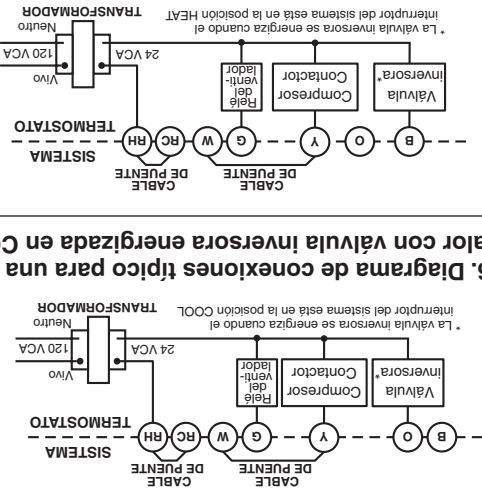 CABLE DE PUENTE
CABLE DE PUENTE
SISTEMA
B O Y G W RC RH
TERMOSTATO
Válvula inversora*
Compresor Contactor
Relé del venti-lador
24 VCA
Vivo
120 VCA
Neutro
TRANSFORMADOR
* La válvula inversora se energiza cuando el
interruptor del sistema está en la posición COOL
6. Diagrama de conexiones típico para una
alor con válvula inversora energizada en C
CABLE DE PUENTE
CABLE DE PUENTE
SISTEMA
B O Y G W RC RH
TERMOSTATO
Válvula inversora*
Compresor Contactor
Relé del venti-lador
24 VCA
Vivo
120 VCA
Neutro
TRANSFORMADOR
* La válvula inversora se energiza cuando el
interruptor del sistema está en la posición HEAT